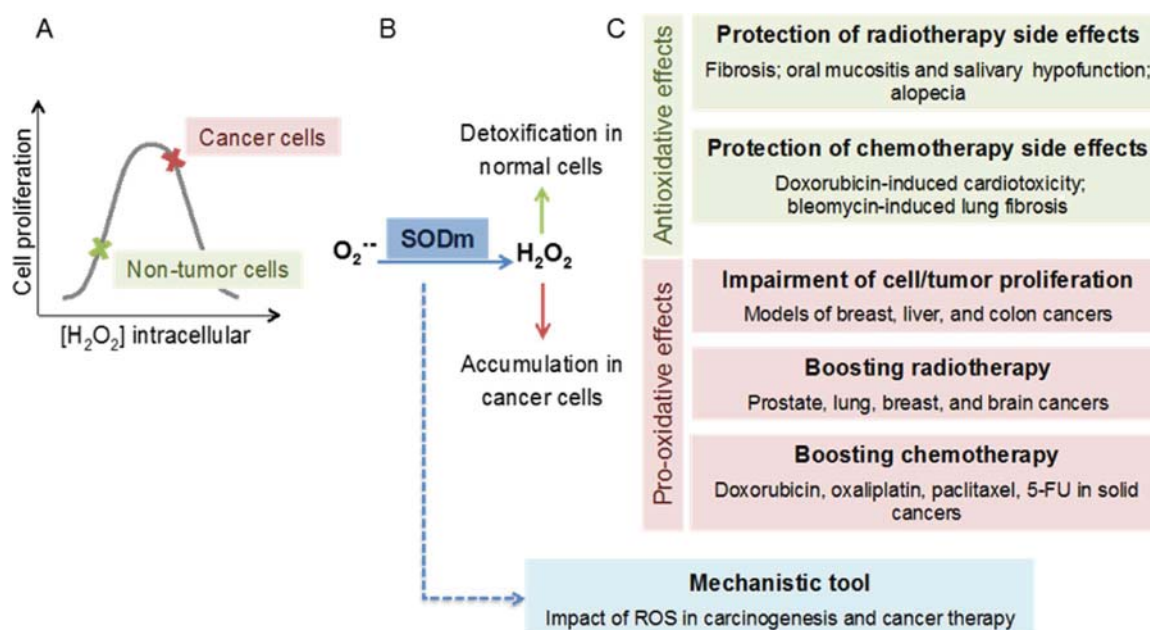 A
Cell proliferation
Cancer cells
Non-tumor cells
[H₂O₂] intracellular
B
Detoxification in
normal cells
O₂·- SODm H₂O₂
Accumulation in
cancer cells
C
Antioxidative effects
Protection of radiotherapy side effects
Fibrosis; oral mucositis and salivary hypofunction;
alopecia
Protection of chemotherapy side effects
Doxorubicin-induced cardiotoxicity;
bleomycin-induced lung fibrosis
Pro-oxidative effects
Impairment of cell/tumor proliferation
Models of breast, liver, and colon cancers
Boosting radiotherapy
Prostate, lung, breast, and brain cancers
Boosting chemotherapy
Doxorubicin, oxaliplatin, paclitaxel, 5-FU in solid
cancers
Mechanistic tool
Impact of ROS in carcinogenesis and cancer therapy